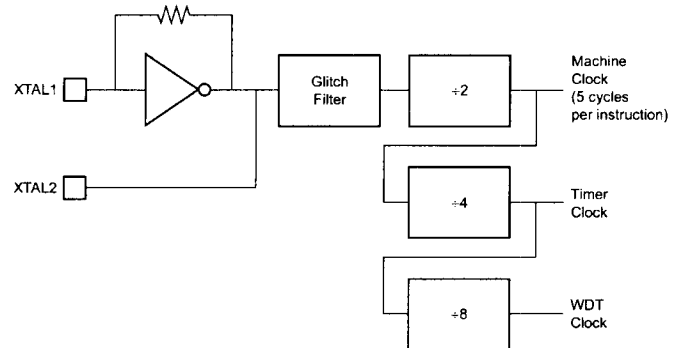 XTAL1
XTAL2
Glitch
Filter
÷2
Machine
Clock
(5 cycles
per instruction)
÷4
Timer
Clock
÷8
WDT
Clock